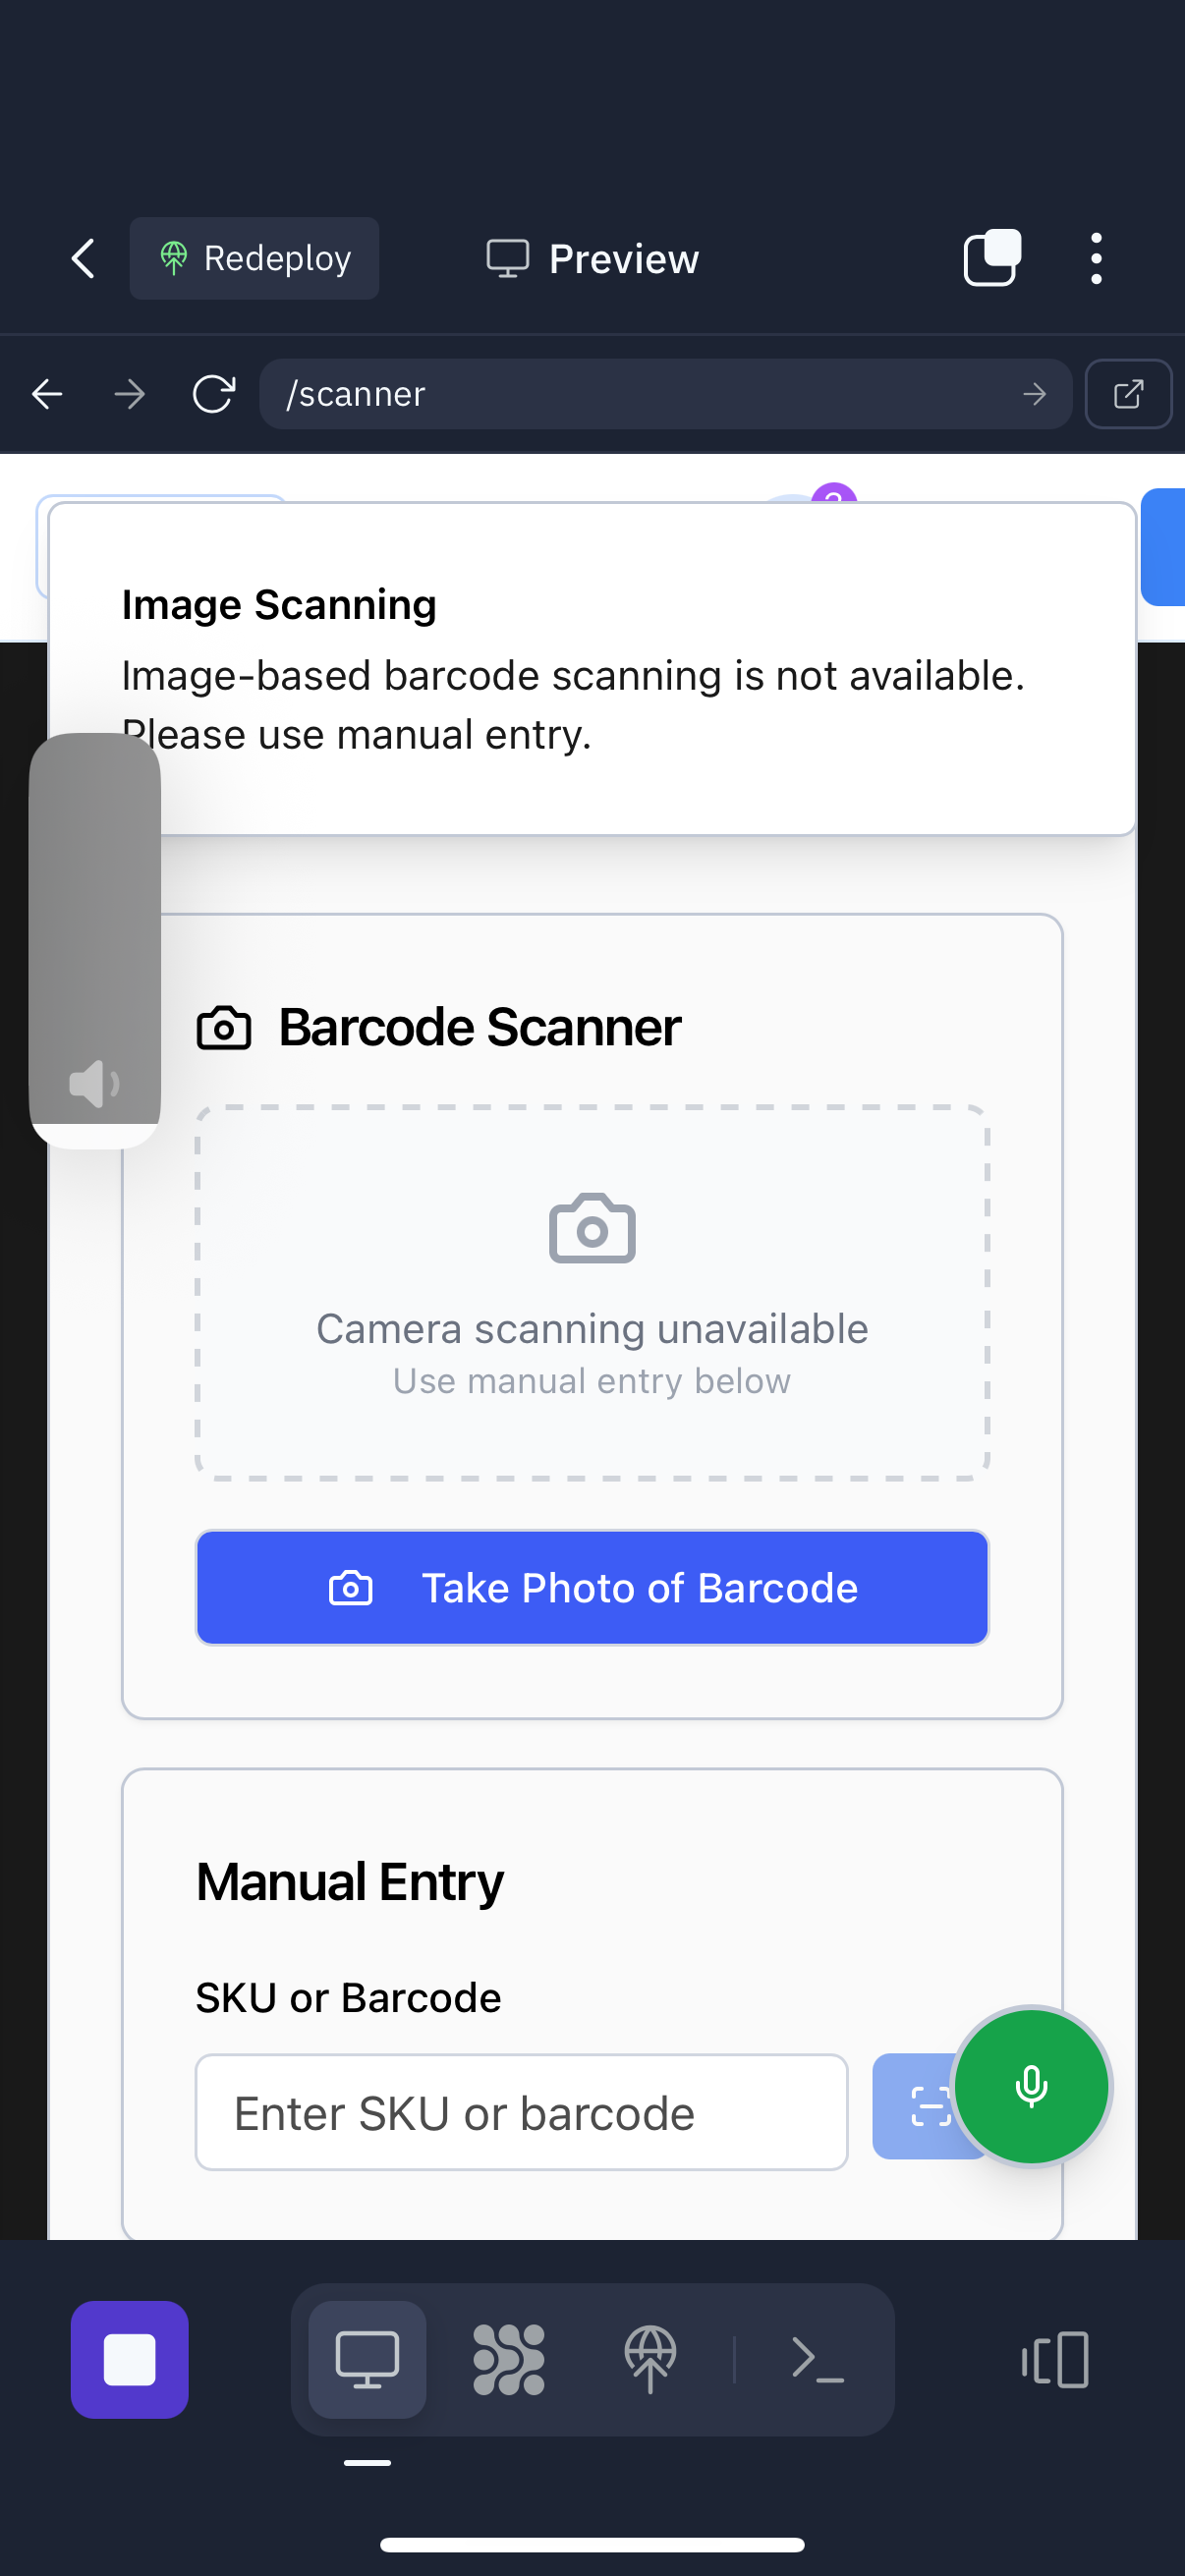 Redeploy
Preview
/scanner
Image Scanning
Image-based barcode scanning is not available.
Please use manual entry.
Barcode Scanner
Camera scanning unavailable
Use manual entry below
Take Photo of Barcode
Manual Entry
SKU or Barcode
Enter SKU or barcode